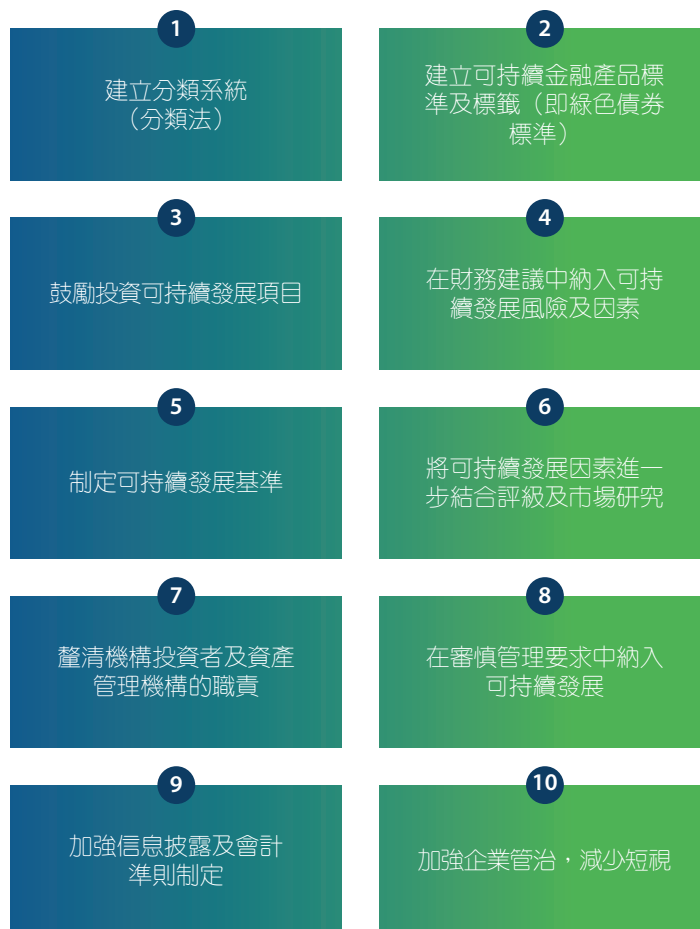 1
建立分類系統
（分類法）
2
建立可持續金融產品標
準及標籤（即綠色債券
標準）
3
鼓勵投資可持續發展項目
4
在財務建議中納入可持
續發展風險及因素
5
制定可持續發展基準
6
將可持續發展因素進一
步結合評級及市場研究
7
釐清機構投資者及資產
管理機構的職責
8
在審慎管理要求中納入
可持續發展
9
加強信息披露及會計
準則制定
10
加強企業管治，減少短視